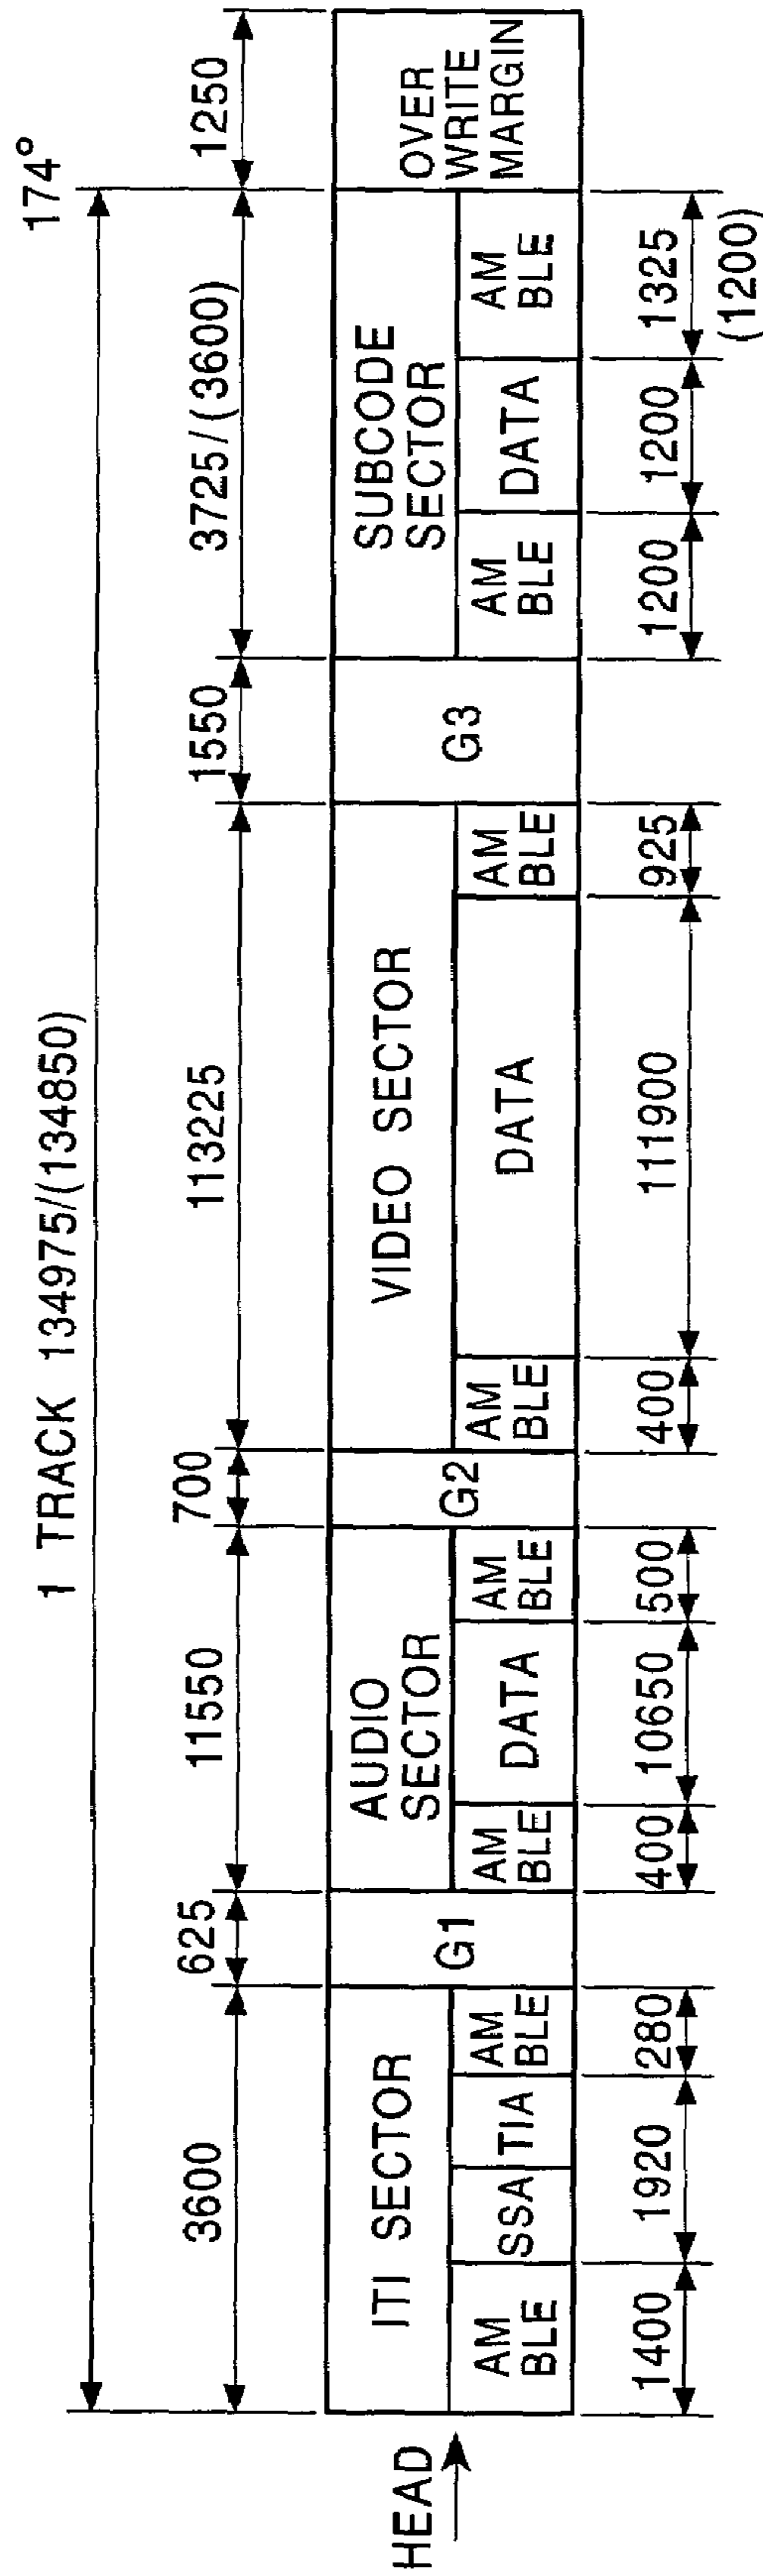 174°
1 TRACK 134975/(134850)
3600
625
11550
700
113225
1550
3725/(3600)
1250
ITI SECTOR
G1
AUDIO
SECTOR
G2
VIDEO SECTOR
G3
SUBCODE
SECTOR
OVER
WRITE
MARGIN
HEAD
AM
BLE
SSA
TIA
AM
BLE
AM
BLE
DATA
AM
BLE
AM
BLE
DATA
AM
BLE
AM
BLE
DATA
AM
BLE
1400
1920
280
400
10650
500
400
111900
925
1200
1200
1325
(1200)